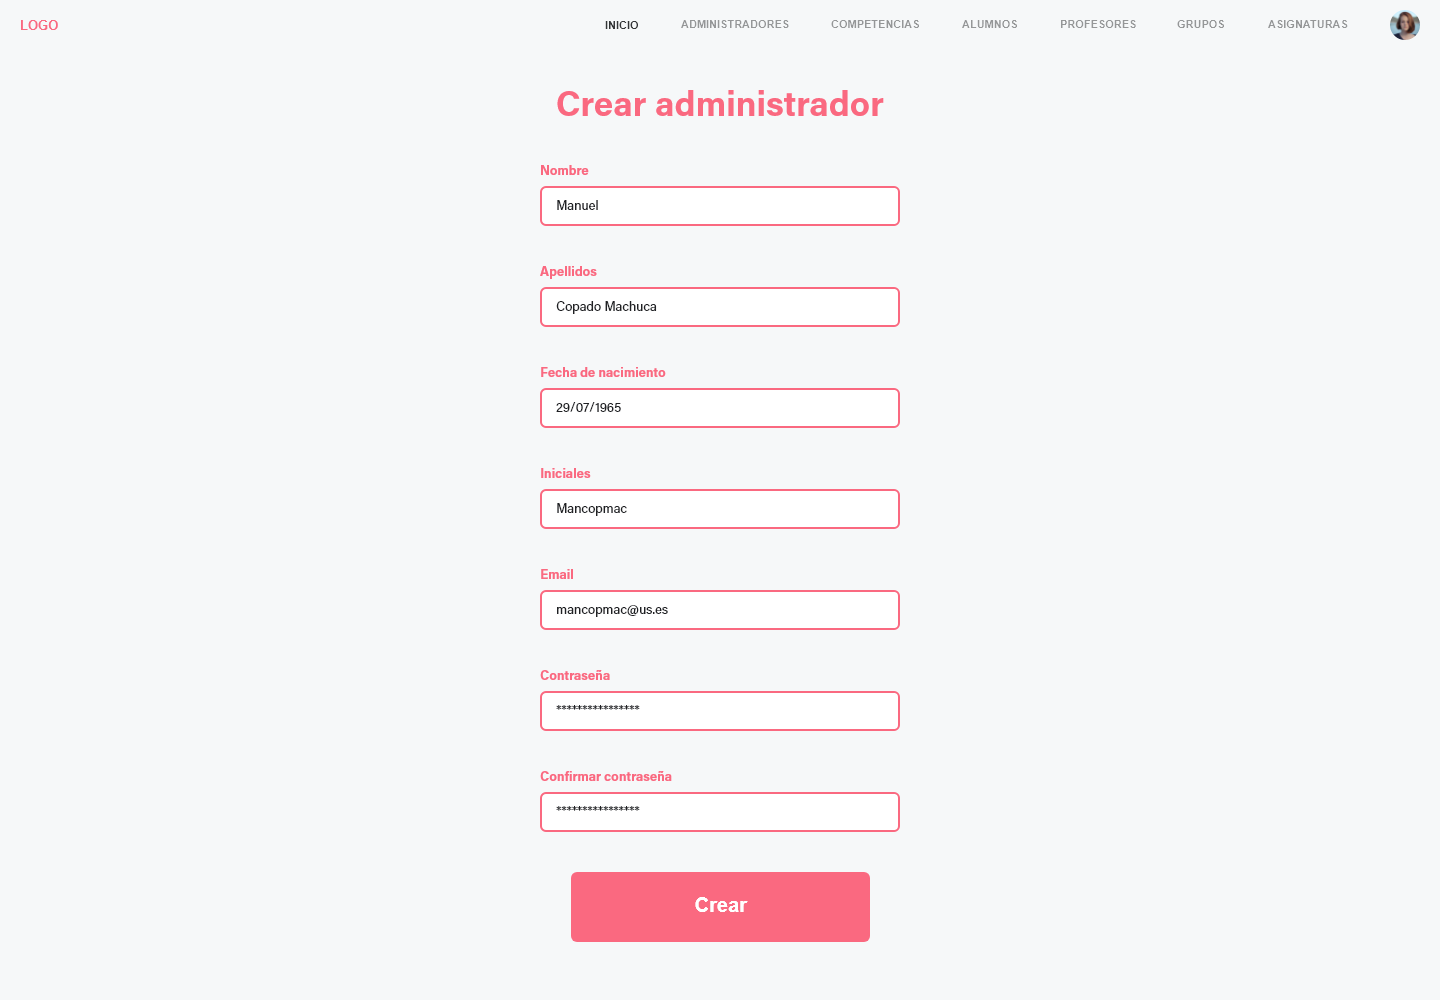 LOGO
INICIO ADMINISTRADORES COMPETENCIAS ALUMNOS PROFESORES GRUPOS ASIGNATURAS
Crear administrador
Nombre
Manuel
Apellidos
Copado Machuca
Fecha de nacimiento
29/07/1965
Iniciales
Mancopmac
Email
mancopmac@us.es
Contraseña
****************
Confirmar contraseña
****************
Crear